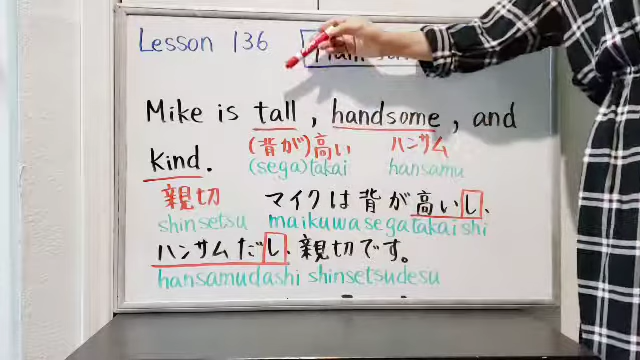 Lesson 136
Mike is tall, handsome, and
(背が)高い ハンサム
kind.
(sega)takai hansamu
親切 マイクは背が高いし、
shinsetsu maikuwasegatakaishi
ハンサムだし、親切です。
hansamudashi shinsetsudesu